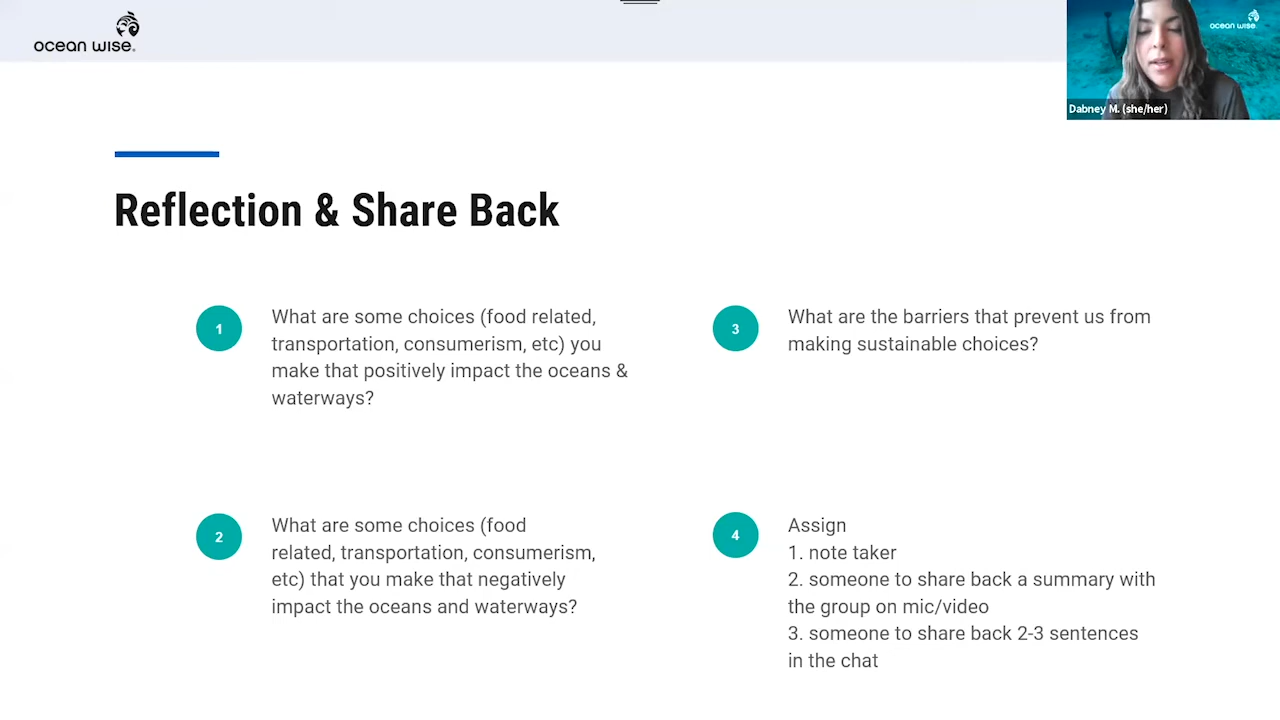 ocean wise®
ocean wise
Dabney M. (she/her)
Reflection & Share Back
1
What are some choices (food related,
transportation, consumerism, etc) you
make that positively impact the oceans &
waterways?
2
What are some choices (food
related, transportation, consumerism,
etc) that you make that negatively
impact the oceans and waterways?
3
What are the barriers that prevent us from
making sustainable choices?
4
Assign
1. note taker
2. someone to share back a summary with
the group on mic/video
3. someone to share back 2-3 sentences
in the chat